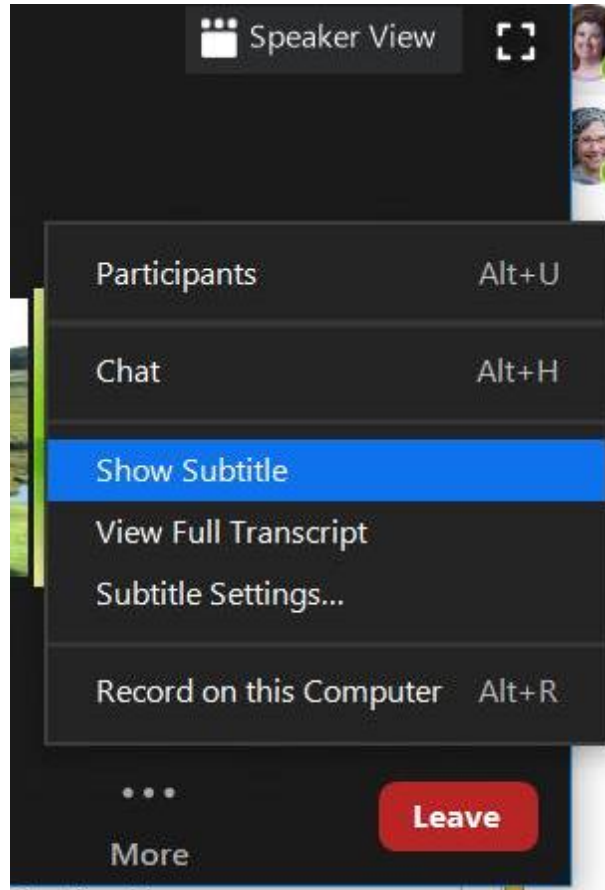 Speaker View
Participants Alt+U
Chat Alt+H
Show Subtitle
View Full Transcript
Subtitle Settings...
Record on this Computer Alt+R
More
Leave